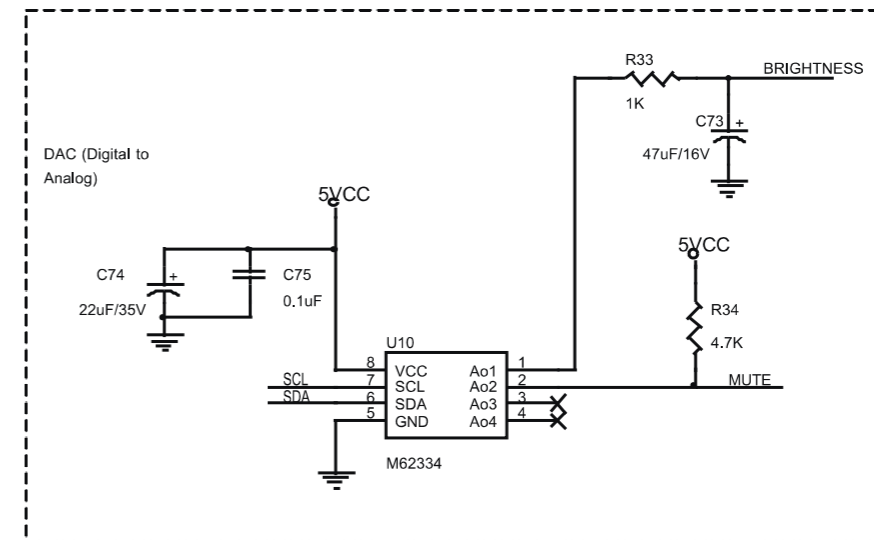 R33
BRIGHTNESS
1K
C73 +
47uF/16V
DAC (Digital to
Analog)
5VCC
5VCC
C74 +
C75
22uF/35V
0.1uF
R34
4.7K
U10
8 VCC Ao1 1
SCL 7 SCL Ao2 2 MUTE
SDA 6 SDA Ao3 3
5 GND Ao4 4
M62334